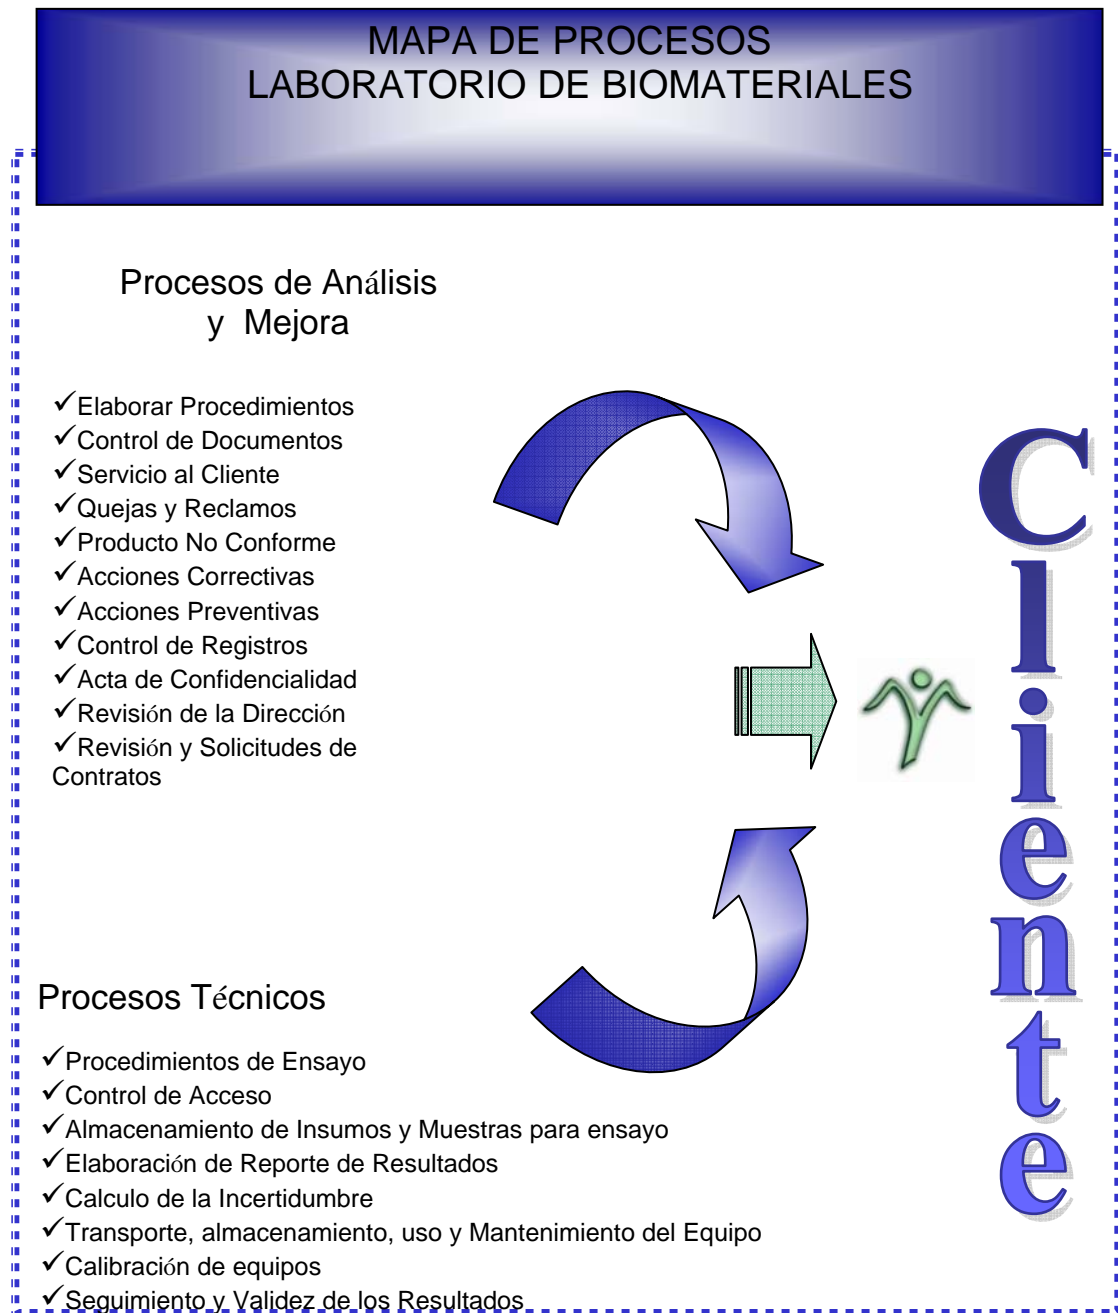 MAPA DE PROCESOS
LABORATORIO DE BIOMATERIALES
Procesos de Análisis
y Mejora
✓Elaborar Procedimientos
✓Control de Documentos
✓Servicio al Cliente
✓Quejas y Reclamos
✓Producto No Conforme
✓Acciones Correctivas
✓Acciones Preventivas
✓Control de Registros
✓Acta de Confidencialidad
✓Revisión de la Dirección
✓Revisión y Solicitudes de
Contratos
Cliente
Procesos Técnicos
✓Procedimientos de Ensayo
✓Control de Acceso
✓Almacenamiento de Insumos y Muestras para ensayo
✓Elaboración de Reporte de Resultados
✓Calculo de la Incertidumbre
✓Transporte, almacenamiento, uso y Mantenimiento del Equipo
✓Calibración de equipos
✓Seguimiento y Validez de los Resultados